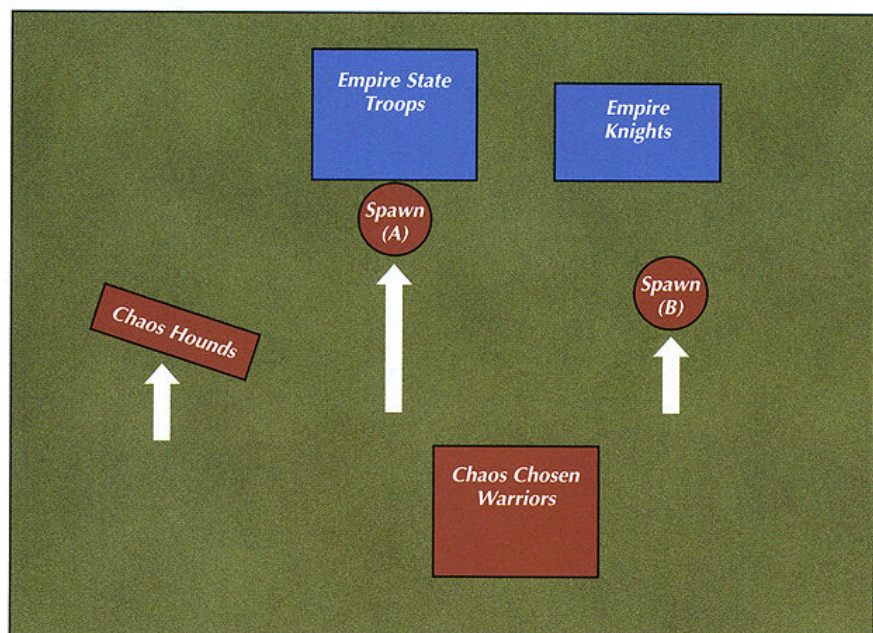 Empire State
Troops
Empire
Knights
Spawn
(A)
Spawn
(B)
Chaos Hounds
Chaos Chosen
Warriors